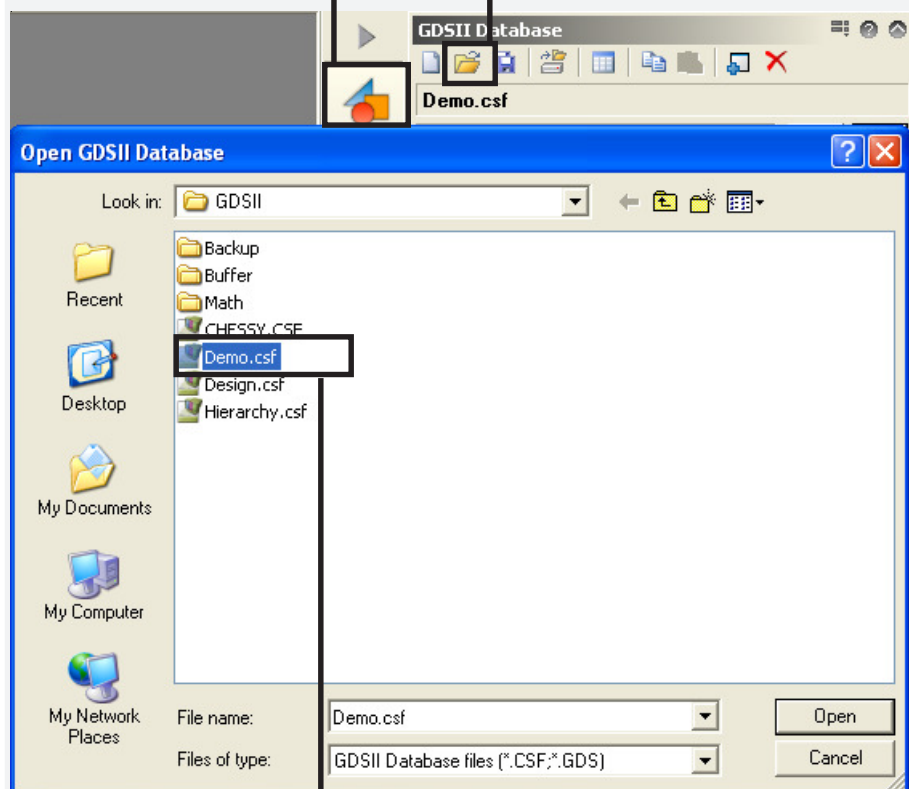 GDSII Database
Demo.csf
Open GDSII Database
Look in: GDSII
Backup
Buffer
Math
CHESSY.CSF
Demo.csf
Design.csf
Hierarchy.csf
Recent
Desktop
My Documents
My Computer
My Network
Places
File name: Demo.csf Open
Files of type: GDSII Database files (*.CSF;*.GDS) Cancel